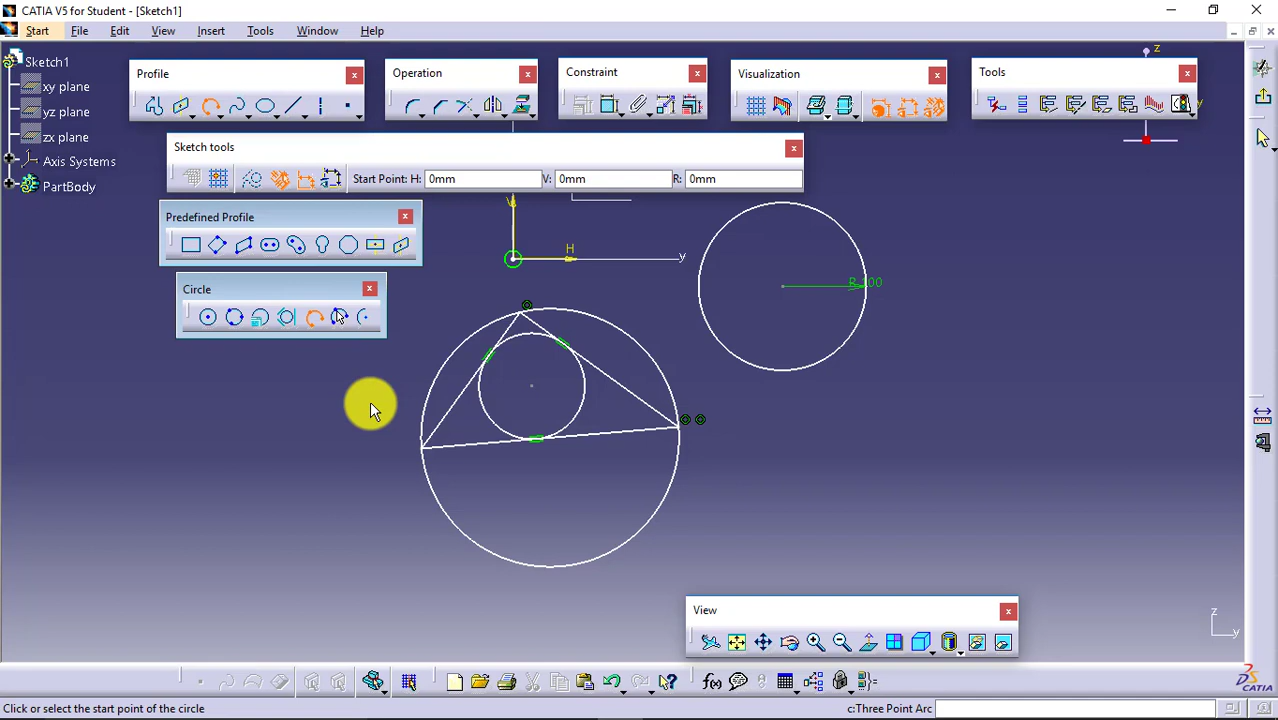 CATIA V5 for Student - [Sketch1]
Start File Edit View Insert Tools Window Help
Sketch1
xy plane
yz plane
zx plane
Axis Systems
PartBody
Profile
Operation
Constraint
Visualization
Tools
Sketch tools
Start Point: H: 0mm V: 0mm R: 0mm
Predefined Profile
Circle
z
y
V
H
y
R 100
View
z
y
f(x)
Click or select the start point of the circle
c:Three Point Arc
CATIA